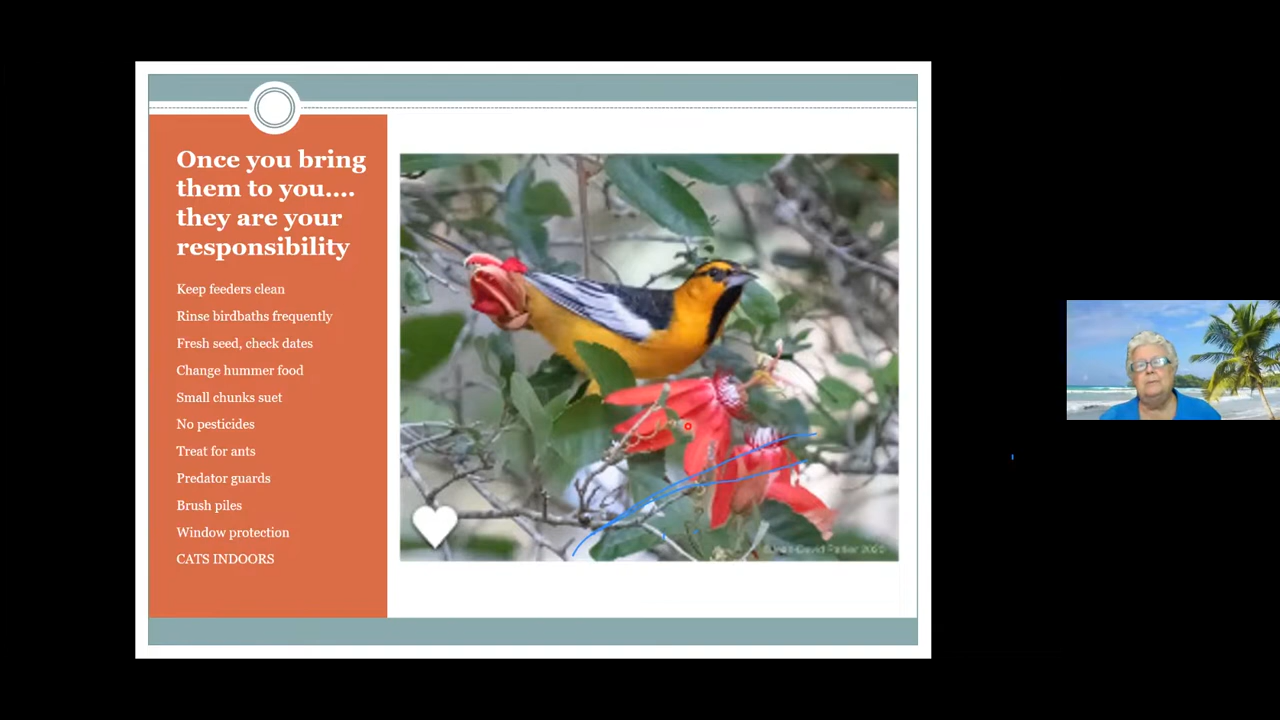 Once you bring
them to you....
they are your
responsibility
Keep feeders clean
Rinse birdbaths frequently
Fresh seed, check dates
Change hummer food
Small chunks suet
No pesticides
Treat for ants
Predator guards
Brush piles
Window protection
CATS INDOORS